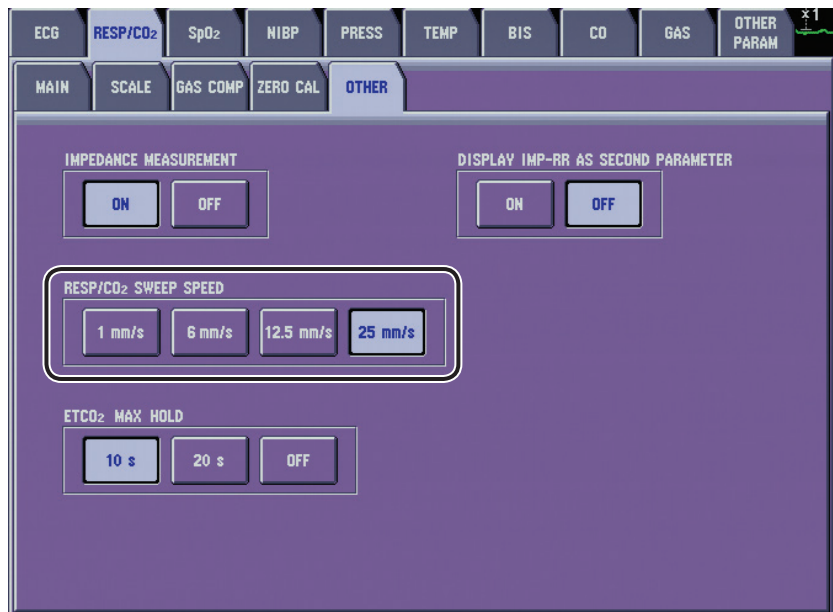 ECG RESP/CO₂ SpO₂ NIBP PRESS TEMP BIS CO GAS OTHER PARAM x1
MAIN SCALE GAS COMP ZERO CAL OTHER
IMPEDANCE MEASUREMENT
ON OFF
DISPLAY IMP-RR AS SECOND PARAMETER
ON OFF
RESP/CO₂ SWEEP SPEED
1 mm/s 6 mm/s 12.5 mm/s 25 mm/s
ETCO₂ MAX HOLD
10 s 20 s OFF